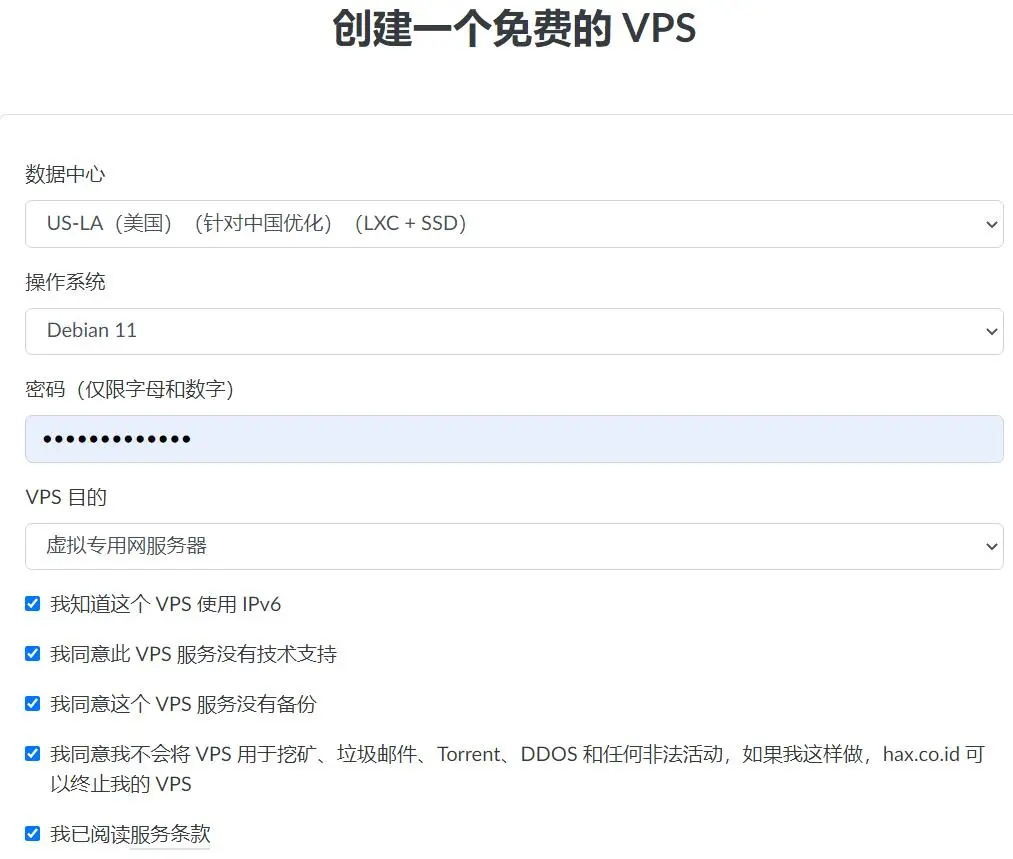 创建一个免费的 VPS
数据中心
US-LA（美国）（针对中国优化）（LXC + SSD）
操作系统
Debian 11
密码（仅限字母和数字）
•••••••••••••
VPS 目的
虚拟专用网服务器
我知道这个 VPS 使用 IPv6
我同意此 VPS 服务没有技术支持
我同意这个 VPS 服务没有备份
我同意我不会将 VPS 用于挖矿、垃圾邮件、Torrent、DDOS 和任何非法活动，如果我这样做，hax.co.id 可
以终止我的 VPS
我已阅读服务条款